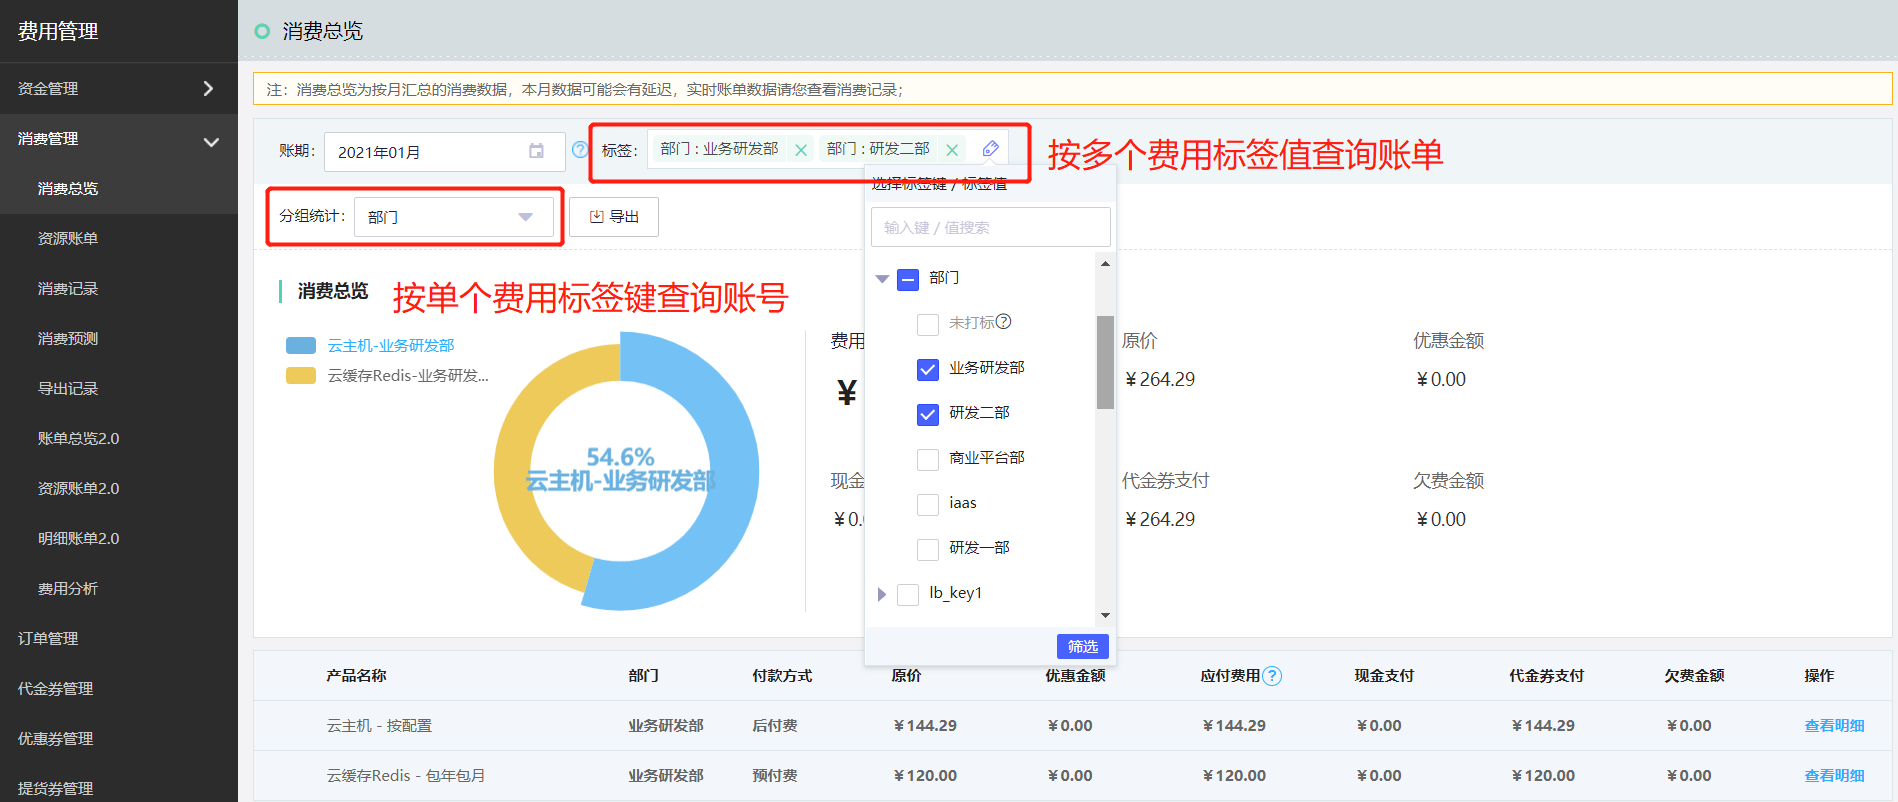 费用管理
资金管理
消费管理
消费总览
资源账单
消费记录
消费预测
导出记录
账单总览2.0
资源账单2.0
明细账单2.0
费用分析
订单管理
代金券管理
优惠券管理
提货券管理
消费总览
注：消费总览为按月汇总的消费数据，本月数据可能会有延迟，实时账单数据请您查看消费记录；
账期： 2021年01月 ? 标签： 部门 : 业务研发部 × 部门 : 研发二部 ×
按多个费用标签值查询账单
分组统计： 部门 导出
选择标签键 / 标签值
输入键 / 值搜索
部门
未打标?
业务研发部
研发二部
商业平台部
iaas
研发一部
lb_key1
筛选
消费总览
按单个费用标签键查询账号
云主机-业务研发部
云缓存Redis-业务研发...
54.6%
云主机-业务研发部
费用 原价 优惠金额
¥ ¥264.29 ¥0.00
现金 代金券支付 欠费金额
¥0. ¥264.29 ¥0.00
产品名称 部门 付款方式 原价 优惠金额 应付费用? 现金支付 代金券支付 欠费金额 操作
云主机 - 按配置 业务研发部 后付费 ¥144.29 ¥0.00 ¥144.29 ¥0.00 ¥144.29 ¥0.00 查看明细
云缓存Redis - 包年包月 业务研发部 预付费 ¥120.00 ¥0.00 ¥120.00 ¥0.00 ¥120.00 ¥0.00 查看明细